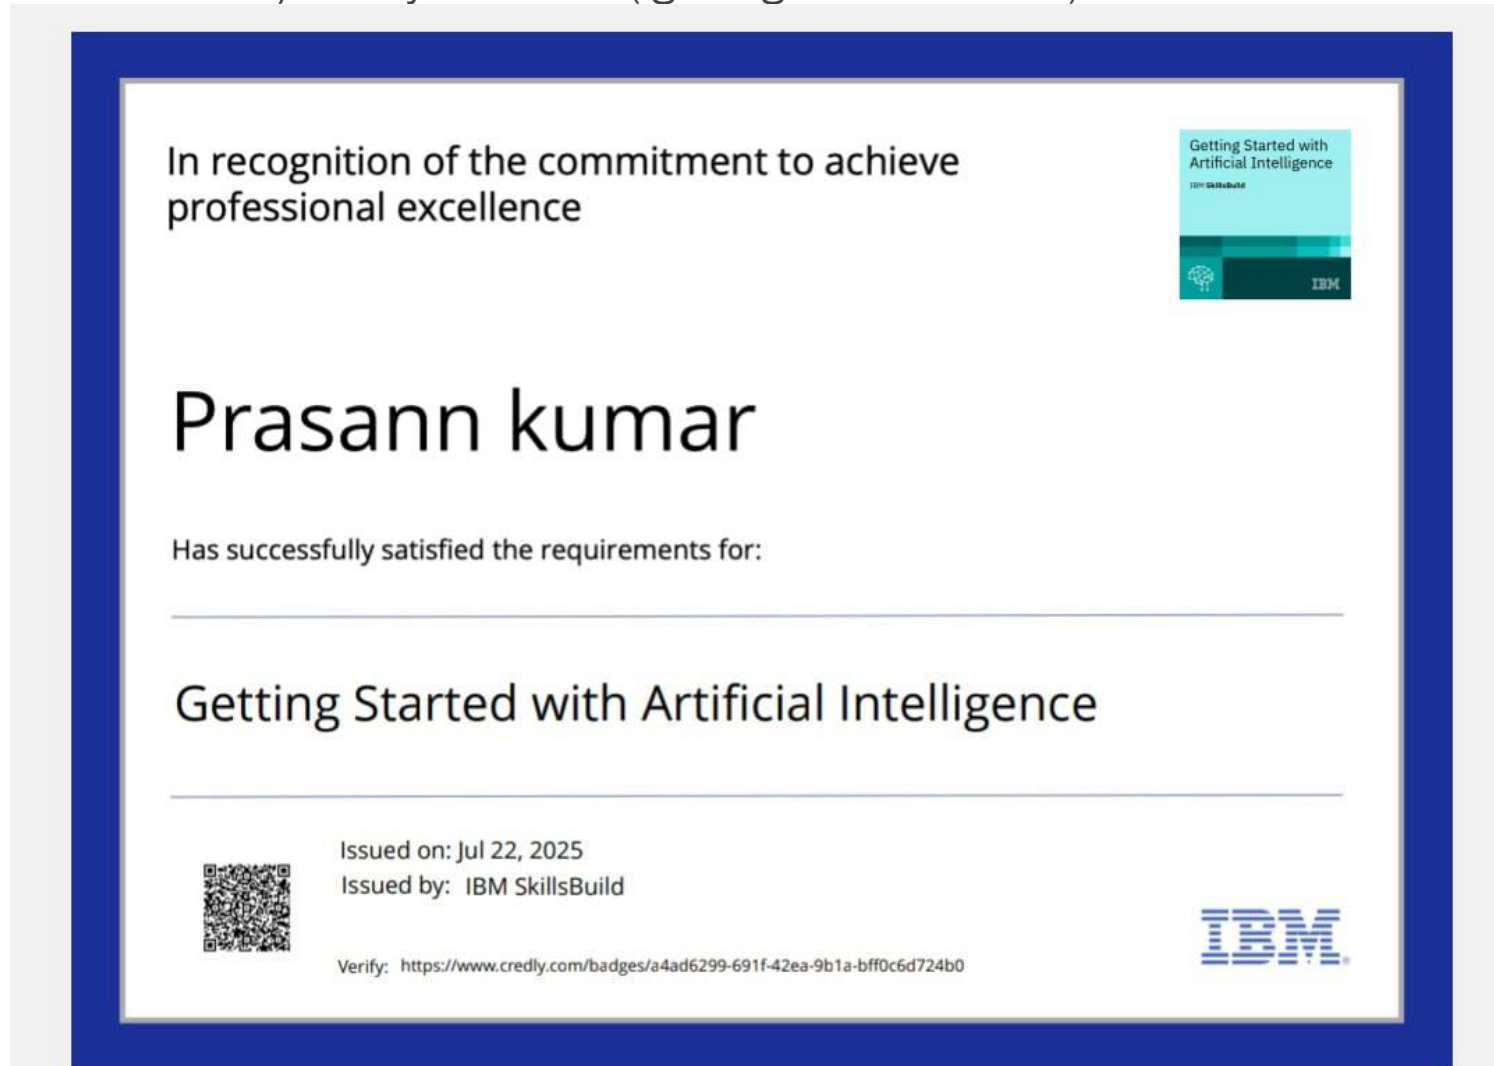 In recognition of the commitment to achieve
professional excellence
Getting Started with
Artificial Intelligence
IBM SkillsBuild
IBM
Prasann kumar
Has successfully satisfied the requirements for:
Getting Started with Artificial Intelligence
Issued on: Jul 22, 2025
Issued by: IBM SkillsBuild
Verify: https://www.credly.com/badges/a4ad6299-691f-42ea-9b1a-bff0c6d724b0
IBM